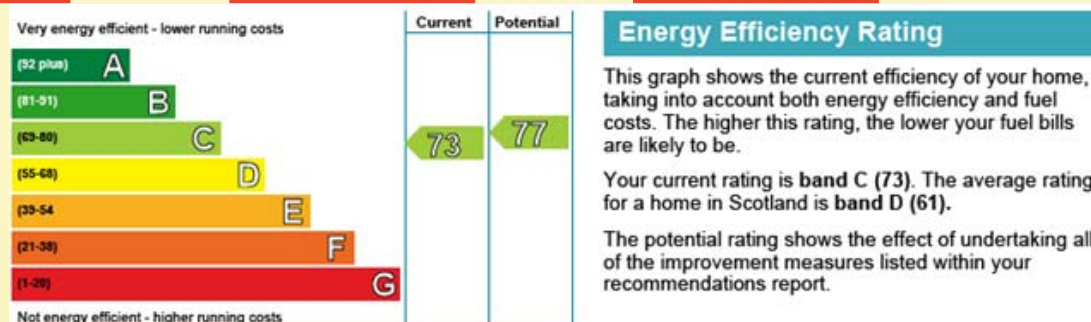 Very energy efficient - lower running costs
Current
Potential
(92 plus) A
(81-91) B
(69-80) C
(55-68) D
(39-54 E
(21-38) F
(1-20) G
73
77
Not energy efficient - higher running costs
Energy Efficiency Rating
This graph shows the current efficiency of your home,
taking into account both energy efficiency and fuel
costs. The higher this rating, the lower your fuel bills
are likely to be.
Your current rating is band C (73). The average rating
for a home in Scotland is band D (61).
The potential rating shows the effect of undertaking all
of the improvement measures listed within your
recommendations report.